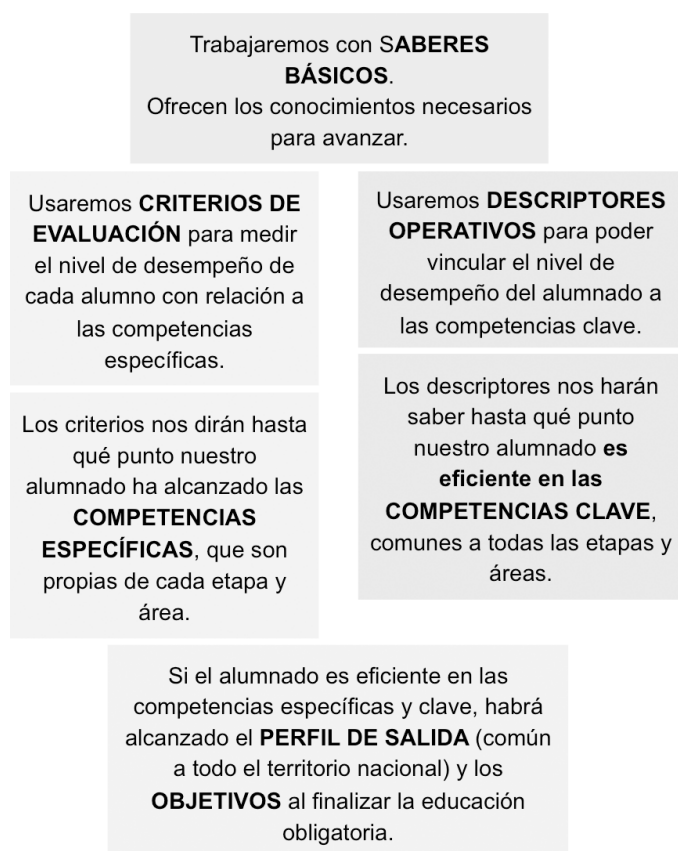 Trabajaremos con SABERES
BÁSICOS.
Ofrecen los conocimientos necesarios
para avanzar.
Usaremos CRITERIOS DE
EVALUACIÓN para medir
el nivel de desempeño de
cada alumno con relación a
las competencias
específicas.
Los criterios nos dirán hasta
qué punto nuestro
alumnado ha alcanzado las
COMPETENCIAS
ESPECÍFICAS, que son
propias de cada etapa y
área.
Usaremos DESCRIPTORES
OPERATIVOS para poder
vincular el nivel de
desempeño del alumnado a
las competencias clave.
Los descriptores nos harán
saber hasta qué punto
nuestro alumnado es
eficiente en las
COMPETENCIAS CLAVE,
comunes a todas las etapas y
áreas.
Si el alumnado es eficiente en las
competencias específicas y clave, habrá
alcanzado el PERFIL DE SALIDA (común
a todo el territorio nacional) y los
OBJETIVOS al finalizar la educación
obligatoria.